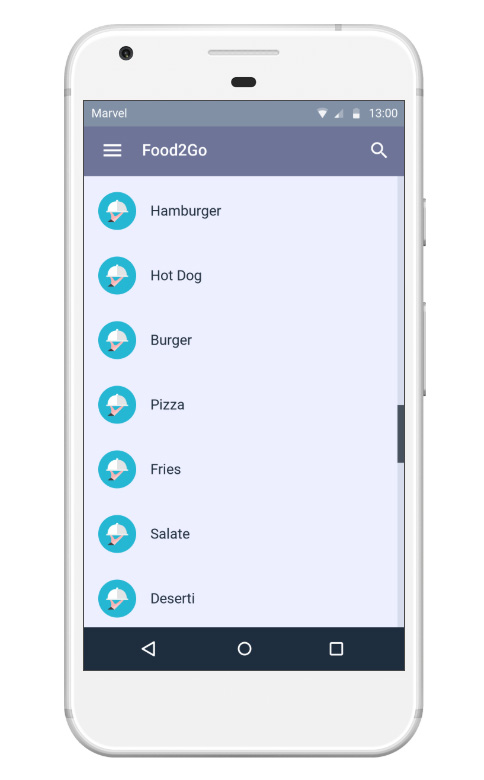 Marvel 13:00
Food2Go
Hamburger
Hot Dog
Burger
Pizza
Fries
Salate
Deserti